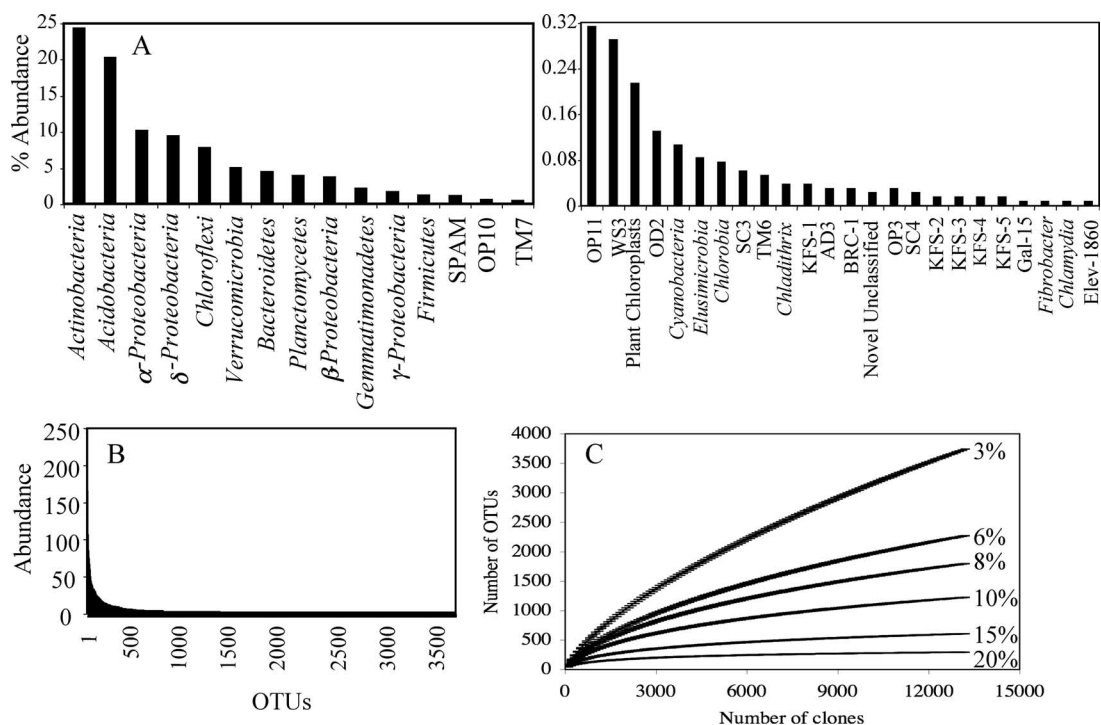 A
% Abundance
25
20
15
10
5
0
Actinobacteria
Acidobacteria
α-Proteobacteria
δ-Proteobacteria
Chloroflexi
Verrucomicrobia
Bacteroidetes
Planctomycetes
β-Proteobacteria
Gemmatimonadetes
γ-Proteobacteria
Firmicutes
SPAM
OP10
TM7
0.32
0.24
0.16
0.08
0
OP11
WS3
Plant Chloroplasts
OD2
Cyanobacteria
Elusimicrobia
Chlorobia
SC3
TM6
Chladithrix
KFS-1
AD3
BRC-1
Novel Unclassified
OP3
SC4
KFS-2
KFS-3
KFS-4
KFS-5
Gal-15
Fibrobacter
Chlamydia
Elev-1860
B
Abundance
250
200
150
100
50
0
1
500
1000
1500
2000
2500
3000
3500
OTUs
C
Number of OTUs
4000
3500
3000
2500
2000
1500
1000
500
0
3%
6%
8%
10%
15%
20%
0
3000
6000
9000
12000
15000
Number of clones